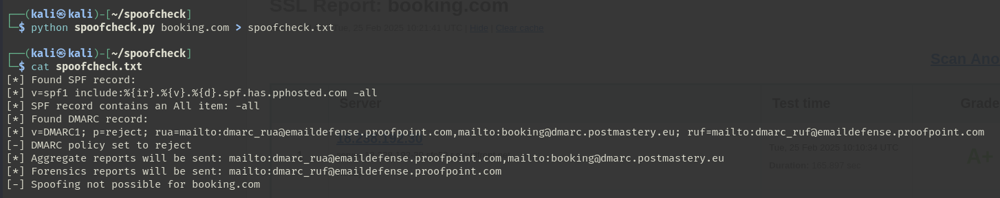 SSL Report: booking.com
┌──(kali㉿kali)-[~/spoofcheck]
└─$ python spoofcheck.py booking.com > spoofcheck.txt
Tue, 25 Feb 2025 10:21:41 UTC | Hide | Clear cache
┌──(kali㉿kali)-[~/spoofcheck]
└─$ cat spoofcheck.txt
Scan Ano
[*] Found SPF record:
[*] v=spf1 include:%{ir}.%{v}.%{d}.spf.has.pphosted.com -all
[*] SPF record contains an All item: -all
Server Test time Grade
[*] Found DMARC record:
[*] v=DMARC1; p=reject; rua=mailto:dmarc_rua@emaildefense.proofpoint.com,mailto:booking@dmarc.postmastery.eu; ruf=mailto:dmarc_ruf@emaildefense.proofpoint.com
[-] DMARC policy set to reject
Tue, 25 Feb 2025 10:10:24 UTC
[*] Aggregate reports will be sent: mailto:dmarc_rua@emaildefense.proofpoint.com,mailto:booking@dmarc.postmastery.eu
A+
Duration: 165.997 sec
[*] Forensics reports will be sent: mailto:dmarc_ruf@emaildefense.proofpoint.com
[-] Spoofing not possible for booking.com